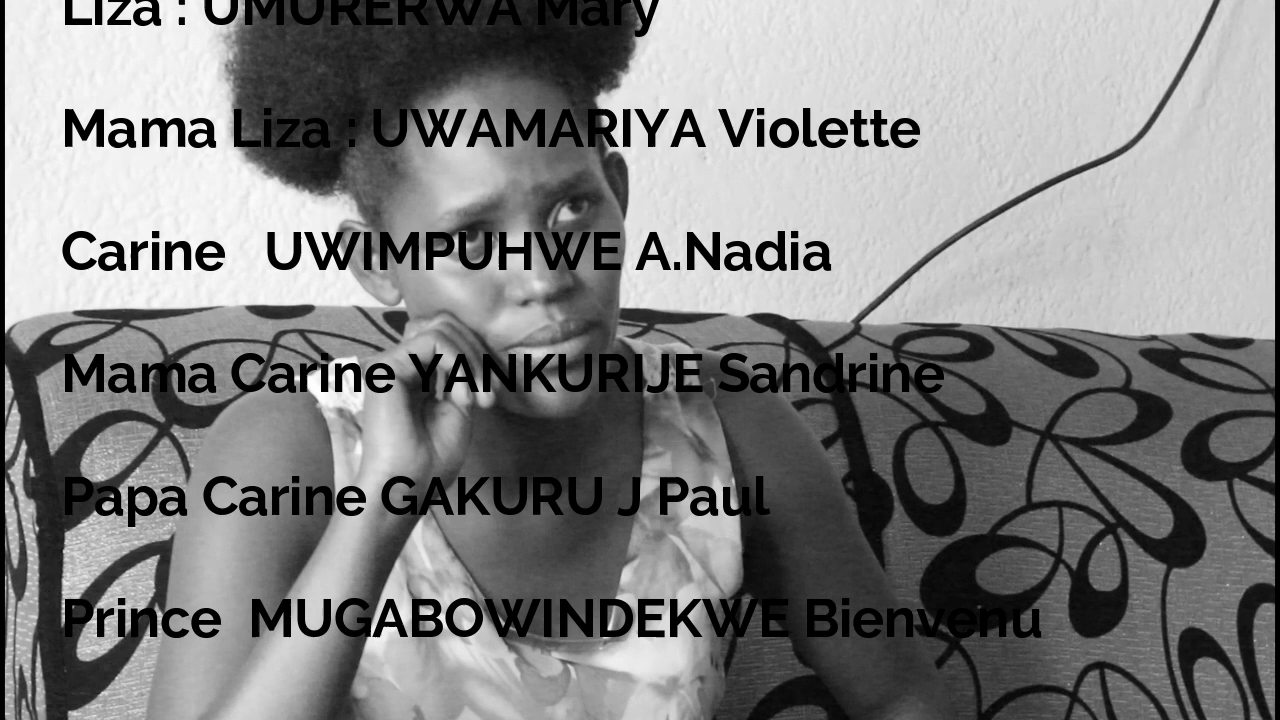 Liza : UMURERWA Mary
Mama Liza : UWAMARIYA Violette
Carine UWIMPUHWE A.Nadia
Mama Carine YANKURIJE Sandrine
Papa Carine GAKURU J Paul
Prince MUGABOWINDEKWE Bienvenu